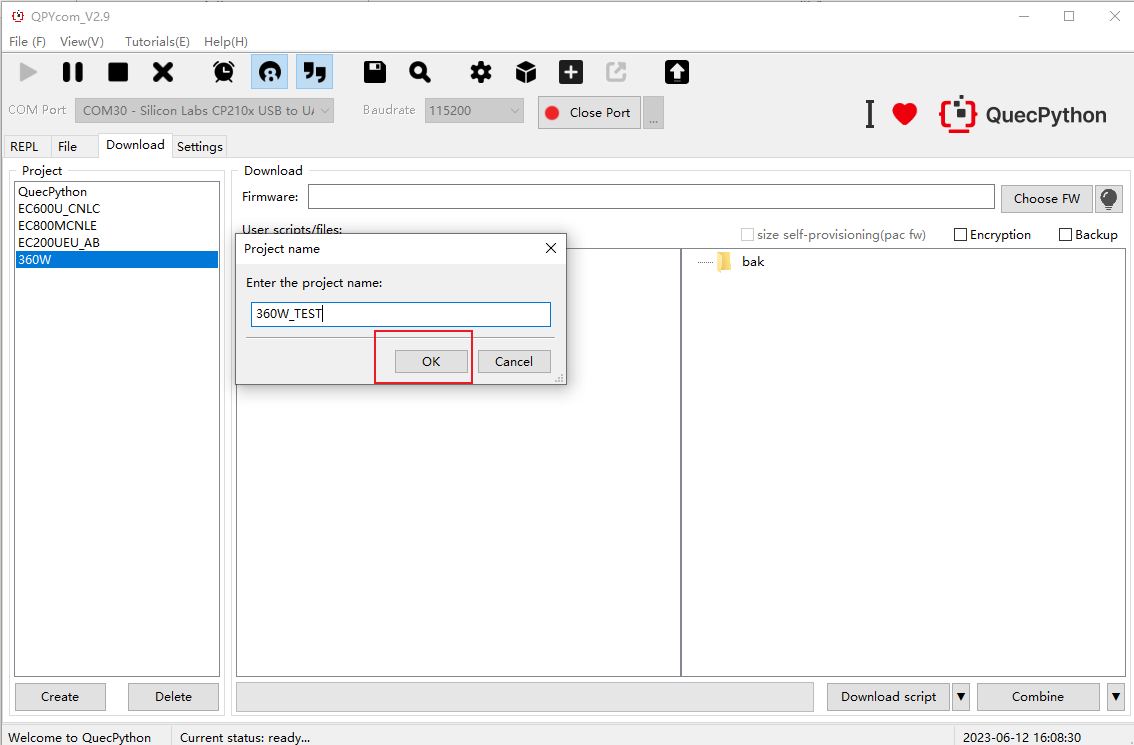 QPYcom_V2.9
File (F) View(V) Tutorials(E) Help(H)
COM Port COM30 - Silicon Labs CP210x USB to UA Baudrate 115200 Close Port ...
I QuecPython
REPL File Download Settings
Project
QuecPython
EC600U_CNLC
EC800MCNLE
EC200UEU_AB
360W
Create Delete
Download
Firmware: Choose FW
User scripts/files:
size self-provisioning(pac fw) Encryption Backup
bak
Project name
Enter the project name:
360W_TEST
OK Cancel
Download script Combine
Welcome to QuecPython Current status: ready... 2023-06-12 16:08:30